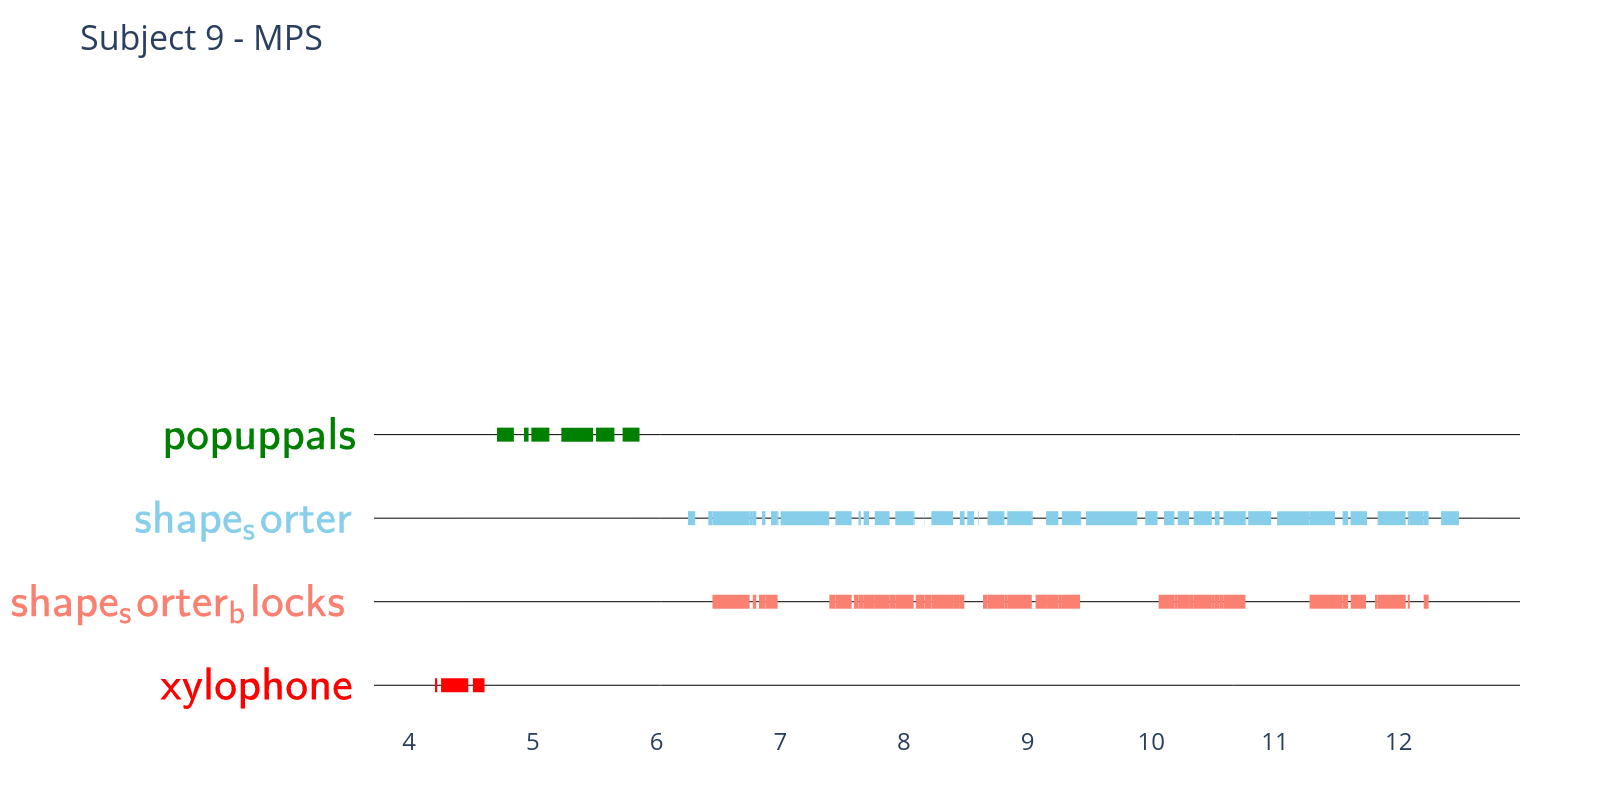 Subject 9 - MPS
popuppals
shapesorter
shapesorterblocks
xylophone
4 5 6 7 8 9 10 11 12